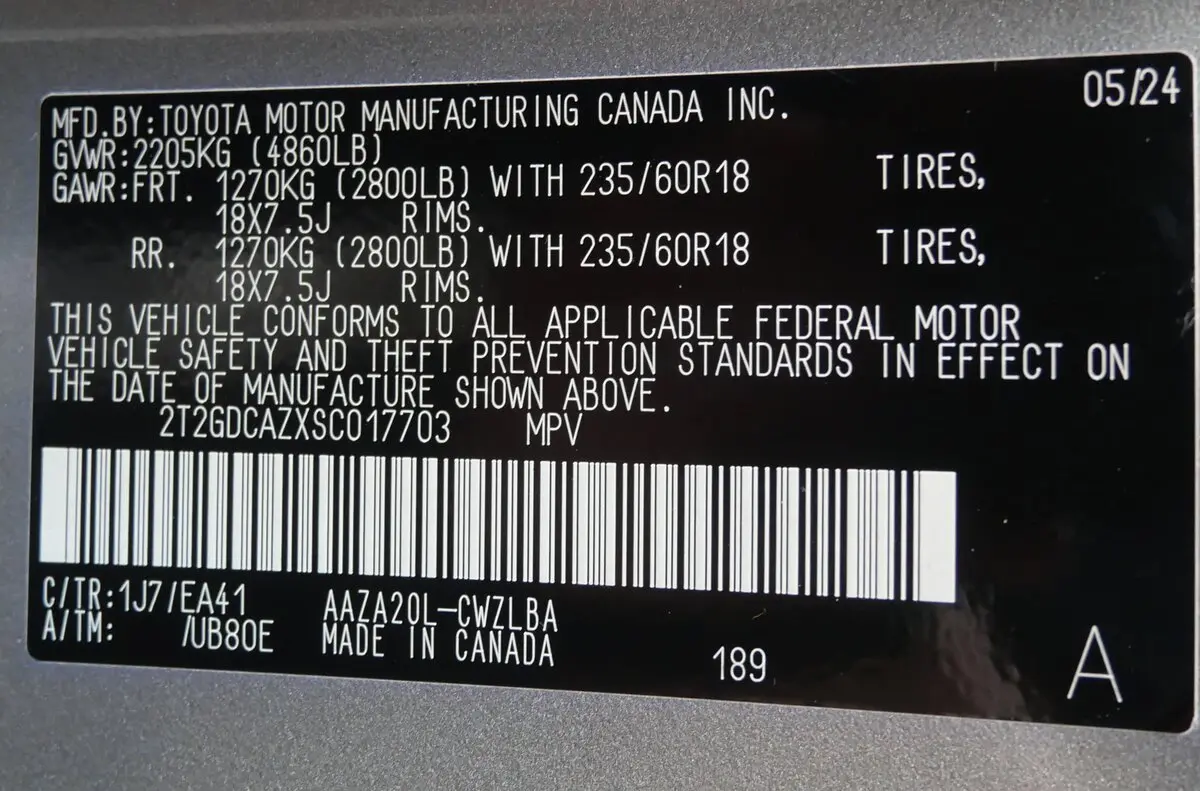 05/24
MFD.BY:TOYOTA MOTOR MANUFACTURING CANADA INC.
GVWR:2205KG (4860LB)
GAWR:FRT. 1270KG (2800LB) WITH 235/60R18 TIRES,
18X7.5J RIMS.
RR. 1270KG (2800LB) WITH 235/60R18 TIRES,
18X7.5J RIMS.
THIS VEHICLE CONFORMS TO ALL APPLICABLE FEDERAL MOTOR
VEHICLE SAFETY AND THEFT PREVENTION STANDARDS IN EFFECT ON
THE DATE OF MANUFACTURE SHOWN ABOVE.
2T2GDCAZXSC017703 MPV
C/TR:1J7/EA41 AAZA20L-CWZLBA
A/TM: /UB80E MADE IN CANADA
189
A